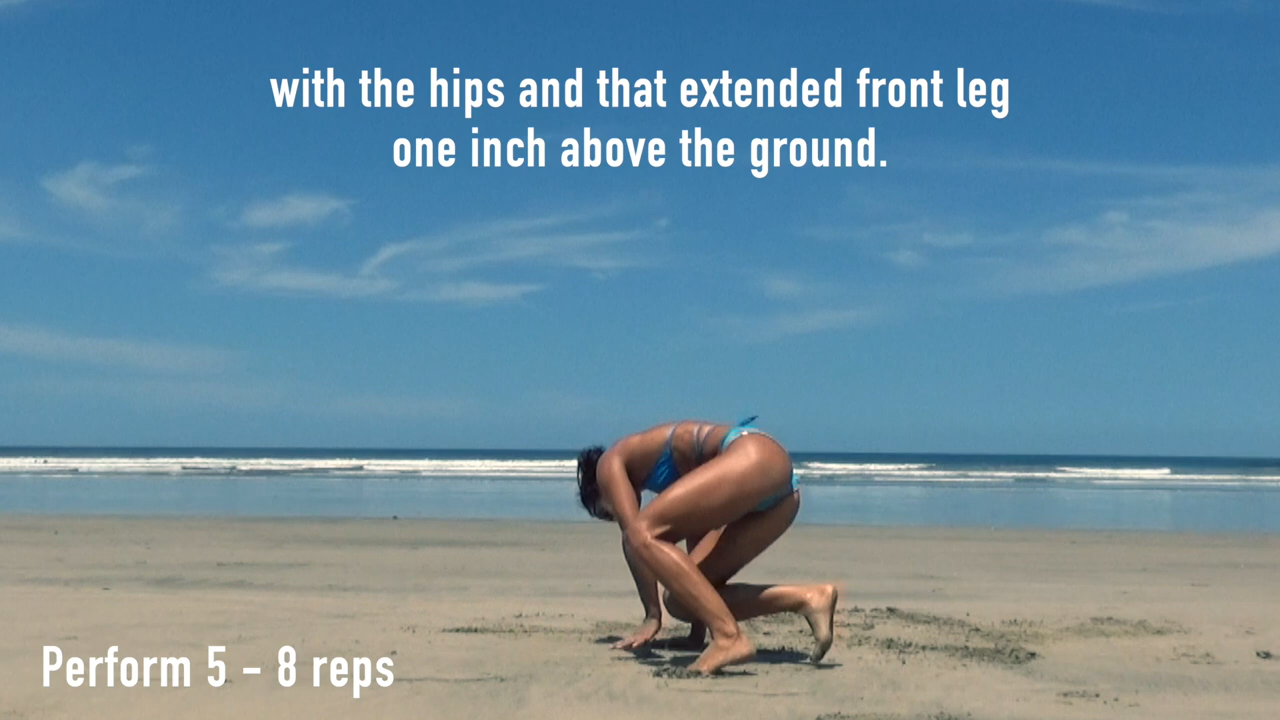 with the hips and that extended front leg
one inch above the ground.
Perform 5 - 8 reps